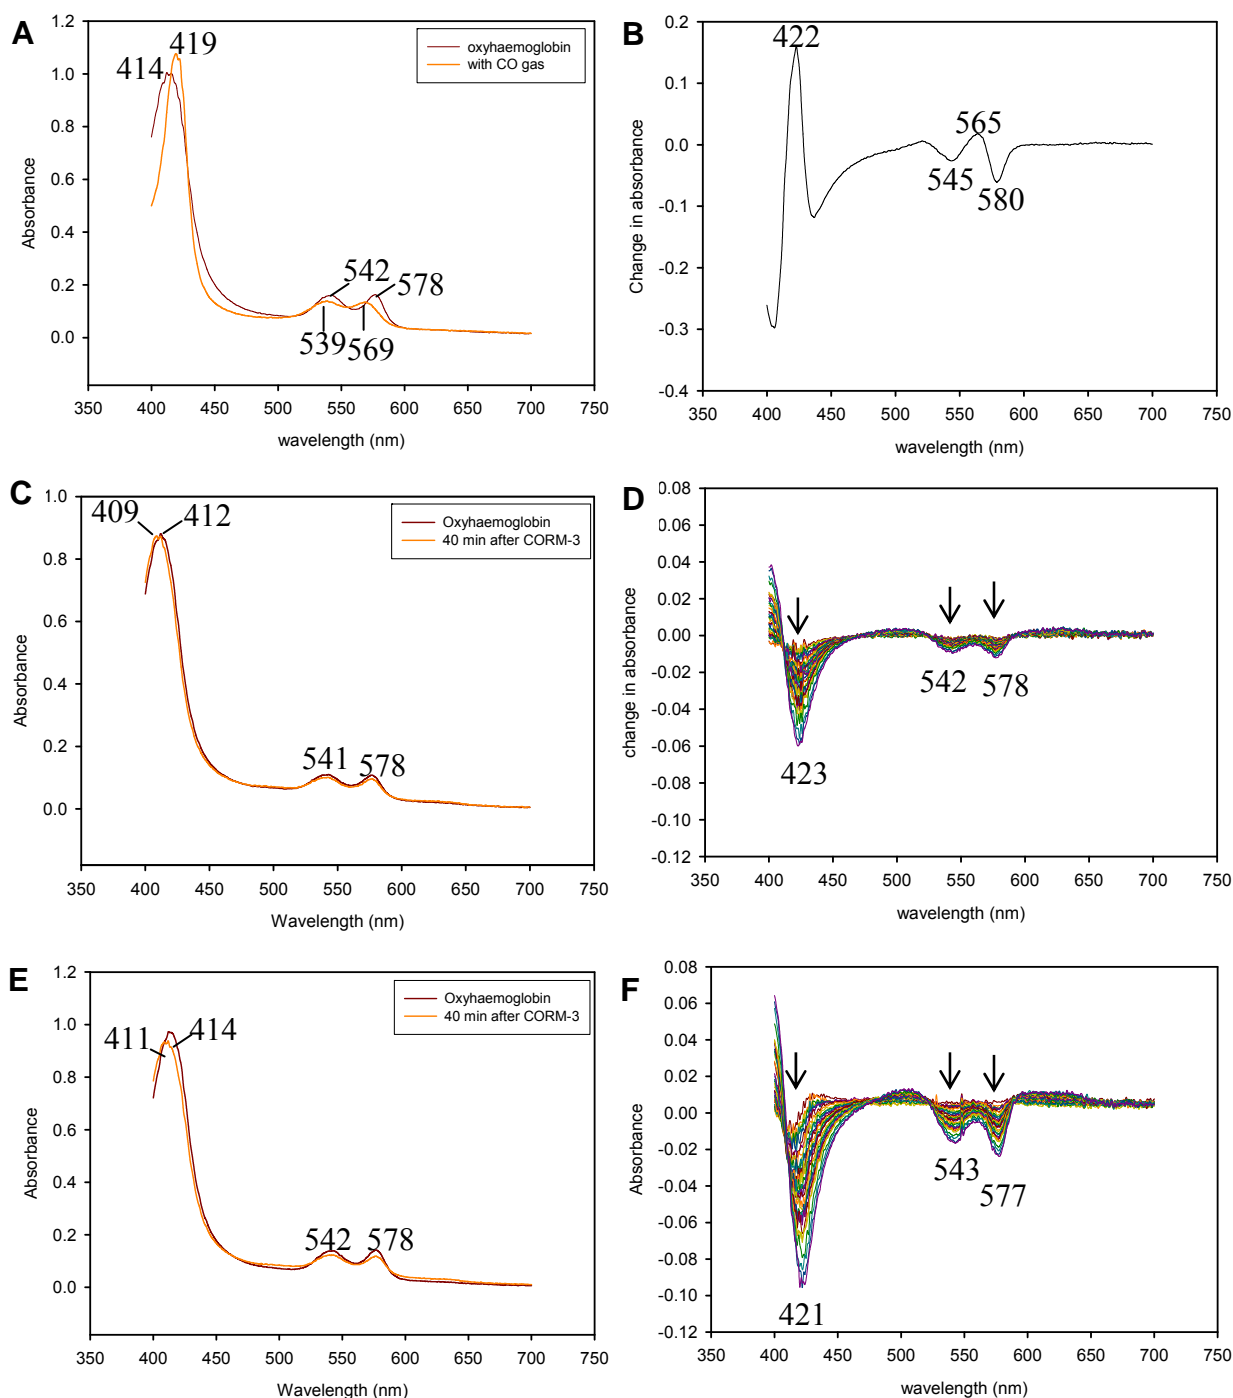 A
1.2
1.0
0.8
0.6
0.4
0.2
0.0
Absorbance
414
419
542
578
539
569
oxyhaemoglobin
with CO gas
350 400 450 500 550 600 650 700 750
wavelength (nm)
B
0.2
0.1
0.0
-0.1
-0.2
-0.3
-0.4
Change in absorbance
422
565
545
580
350 400 450 500 550 600 650 700 750
wavelength (nm)
C
1.0
0.8
0.6
0.4
0.2
0.0
Absorbance
409
412
541
578
Oxyhaemoglobin
40 min after CORM-3
350 400 450 500 550 600 650 700 750
Wavelength (nm)
D
0.08
0.06
0.04
0.02
0.00
-0.02
-0.04
-0.06
-0.08
-0.10
-0.12
change in absorbance
423
542
578
350 400 450 500 550 600 650 700 750
wavelength (nm)
E
1.2
1.0
0.8
0.6
0.4
0.2
0.0
Absorbance
411
414
542
578
Oxyhaemoglobin
40 min after CORM-3
350 400 450 500 550 600 650 700 750
Wavelength (nm)
F
0.08
0.06
0.04
0.02
0.00
-0.02
-0.04
-0.06
-0.08
-0.10
-0.12
Absorbance
421
543
577
350 400 450 500 550 600 650 700 750
wavelength (nm)